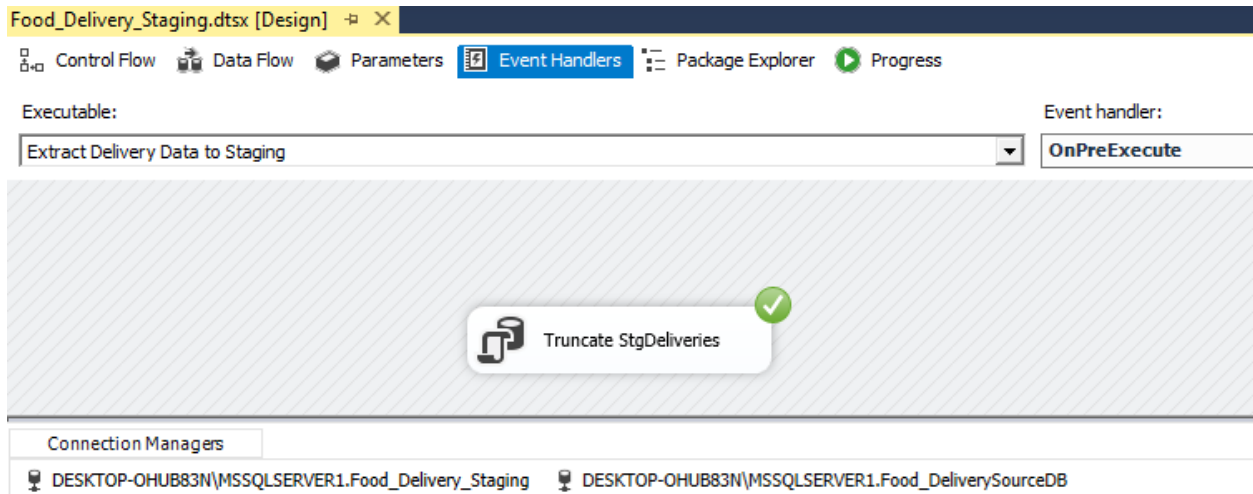 Food_Delivery_Staging.dtsx [Design]
Control Flow Data Flow Parameters Event Handlers Package Explorer Progress
Executable: Event handler:
Extract Delivery Data to Staging OnPreExecute
Truncate StgDeliveries
Connection Managers
DESKTOP-OHUB83N\MSSQLSERVER1.Food_Delivery_Staging DESKTOP-OHUB83N\MSSQLSERVER1.Food_DeliverySourceDB